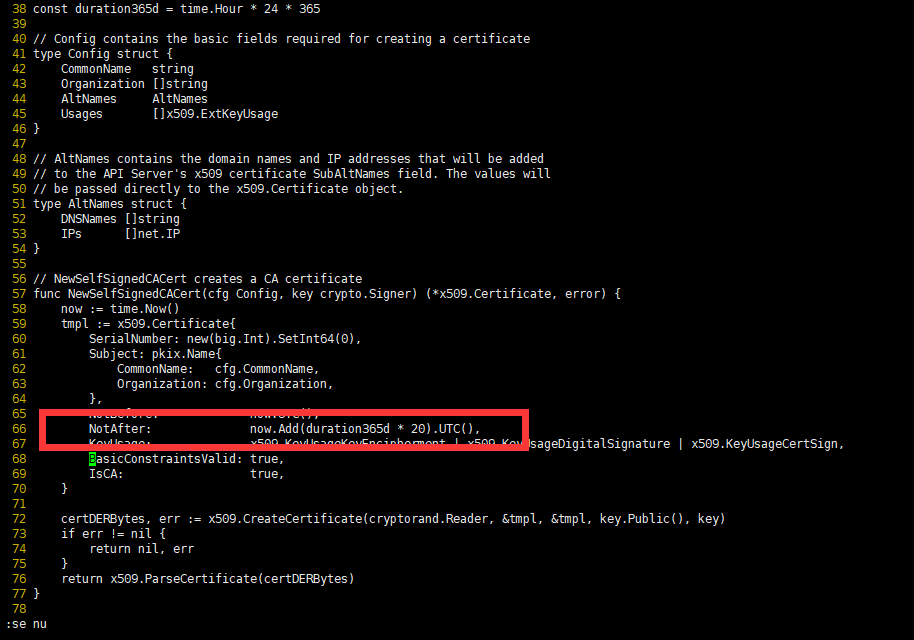 38 const duration365d = time.Hour * 24 * 365
39
40 // Config contains the basic fields required for creating a certificate
41 type Config struct {
42     CommonName   string
43     Organization []string
44     AltNames     AltNames
45     Usages       []x509.ExtKeyUsage
46 }
47
48 // AltNames contains the domain names and IP addresses that will be added
49 // to the API Server's x509 certificate SubAltNames field. The values will
50 // be passed directly to the x509.Certificate object.
51 type AltNames struct {
52     DNSNames []string
53     IPs      []net.IP
54 }
55
56 // NewSelfSignedCACert creates a CA certificate
57 func NewSelfSignedCACert(cfg Config, key crypto.Signer) (*x509.Certificate, error) {
58     now := time.Now()
59     tmpl := x509.Certificate{
60         SerialNumber: new(big.Int).SetInt64(0),
61         Subject: pkix.Name{
62             CommonName:   cfg.CommonName,
63             Organization: cfg.Organization,
64         },
65         NotBefore:             now.UTC(),
66         NotAfter:              now.Add(duration365d * 20).UTC(),
67         KeyUsage:              x509.KeyUsageKeyEncipherment | x509.KeyUsageDigitalSignature | x509.KeyUsageCertSign,
68         BasicConstraintsValid: true,
69         IsCA:                  true,
70     }
71
72     certDERBytes, err := x509.CreateCertificate(cryptorand.Reader, &tmpl, &tmpl, key.Public(), key)
73     if err != nil {
74         return nil, err
75     }
76     return x509.ParseCertificate(certDERBytes)
77 }
78
:se nu